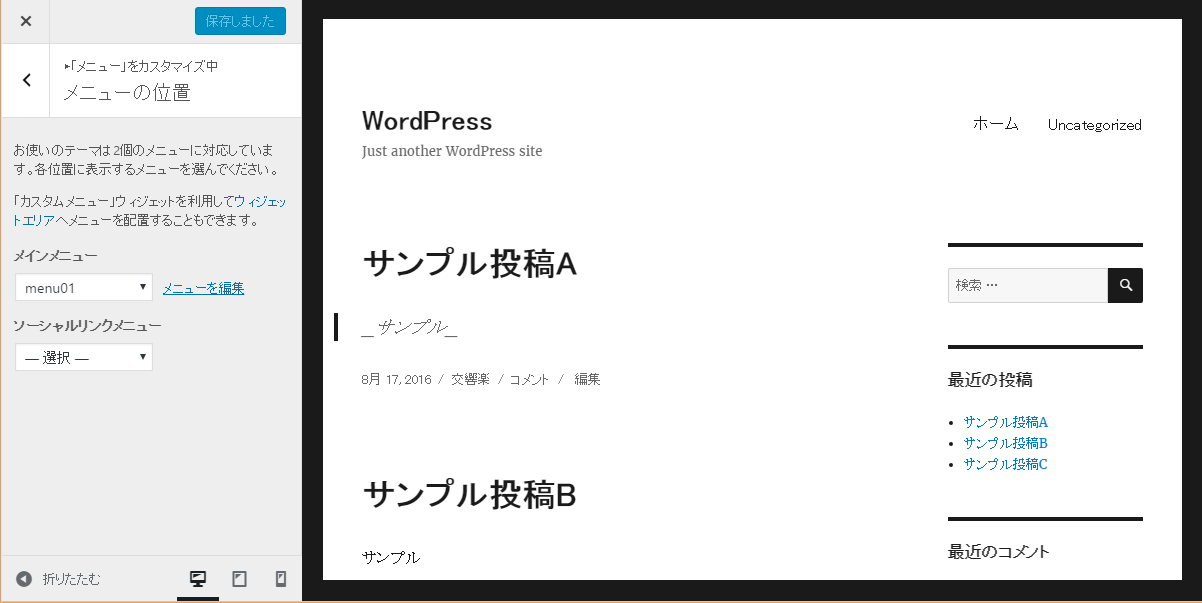 保存しました
▸「メニュー」をカスタマイズ中
メニューの位置
お使いのテーマは2個のメニューに対応していま
す。各位置に表示するメニューを選んでください。
「カスタムメニュー」ウィジェットを利用してウィジェッ
トエリアへメニューを配置することもできます。
メインメニュー
menu01
メニューを編集
ソーシャルリンクメニュー
— 選択 —
折りたたむ
WordPress
Just another WordPress site
ホーム
Uncategorized
サンプル投稿A
_サンプル_
8月 17, 2016 / 交響楽 / コメント / 編集
サンプル投稿B
サンプル
検索 …
最近の投稿
サンプル投稿A
サンプル投稿B
サンプル投稿C
最近のコメント